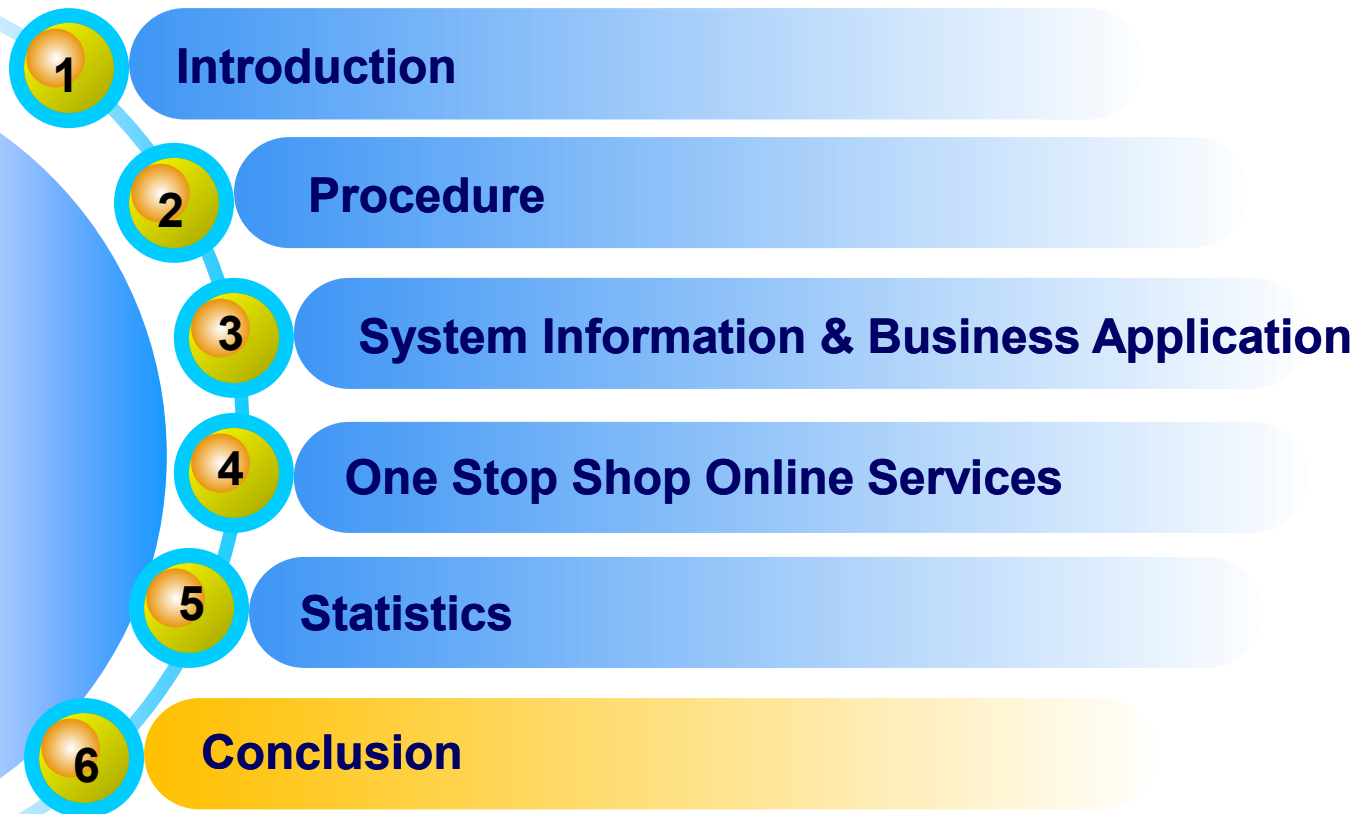 1 Introduction
2 Procedure
3 System Information & Business Application
4 One Stop Shop Online Services
5 Statistics
6 Conclusion